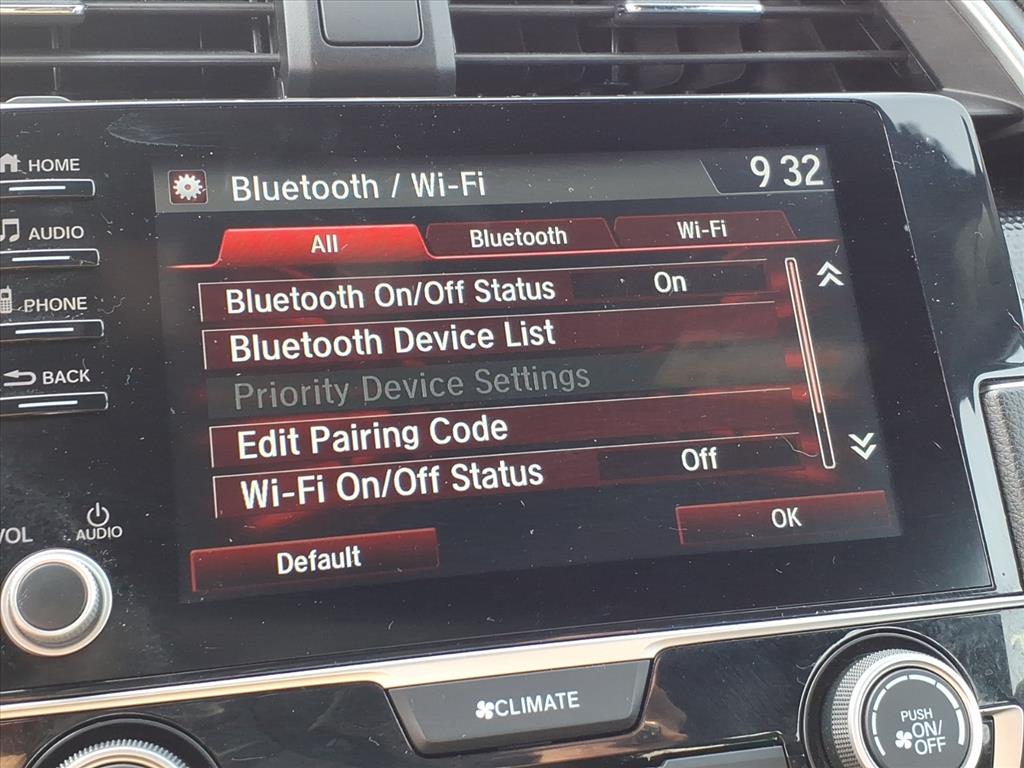 HOME
AUDIO
PHONE
BACK
VOL
AUDIO
Bluetooth / Wi-Fi
9 32
All
Bluetooth
Wi-Fi
Bluetooth On/Off Status
On
Bluetooth Device List
Priority Device Settings
Edit Pairing Code
Wi-Fi On/Off Status
Off
Default
OK
CLIMATE
PUSH
ON/
OFF